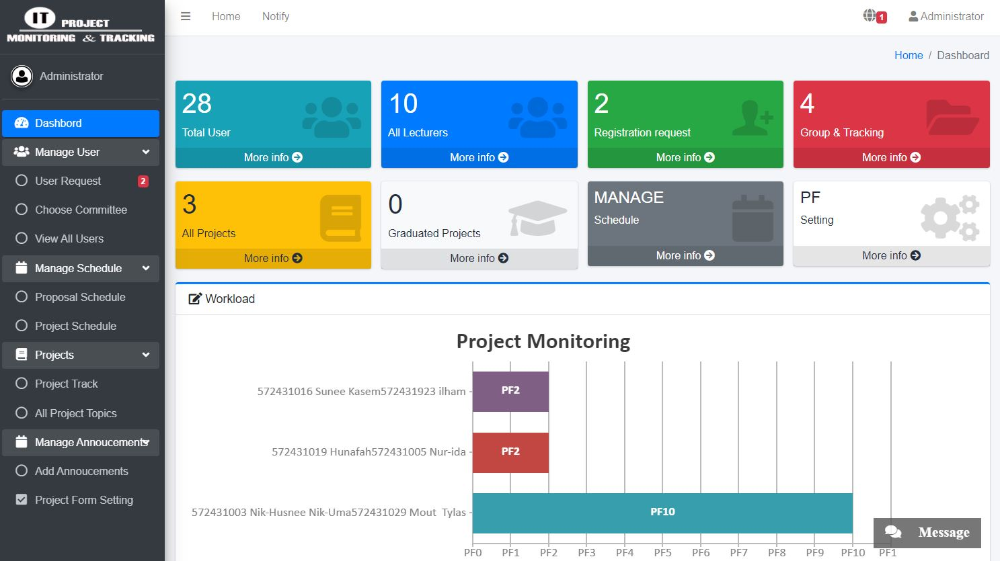 IT PROJECT
MONITORING & TRACKING
Home
Notify
1
Administrator
Administrator
Home / Dashboard
Dashbord
Manage User
User Request
2
Choose Committee
View All Users
Manage Schedule
Proposal Schedule
Project Schedule
Projects
Project Track
All Project Topics
Manage Annoucements
Add Annoucements
Project Form Setting
28
Total User
More info
10
All Lecturers
More info
2
Registration request
More info
4
Group & Tracking
More info
3
All Projects
More info
0
Graduated Projects
More info
MANAGE
Schedule
More info
PF
Setting
More info
Workload
Project Monitoring
572431016 Sunee Kasem572431923 ilham
PF2
572431019 Hunafah572431005 Nur-ida
PF2
572431003 Nik-Husnee Nik-Uma572431029 Mout Tylas
PF10
PF0 PF1 PF2 PF3 PF4 PF5 PF6 PF7 PF8 PF9 PF10 PF1
Message